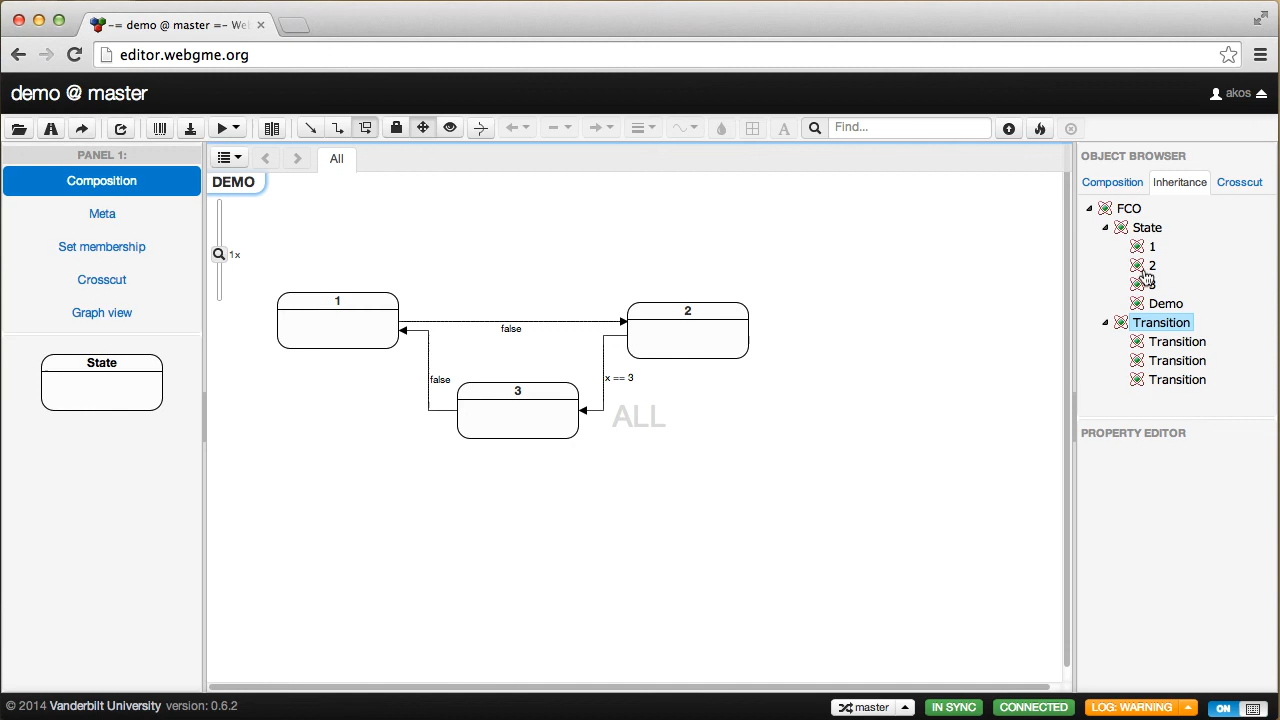 -= demo @ master =- We
editor.webgme.org
demo @ master
akos
Find...
PANEL 1:
Composition
Meta
Set membership
Crosscut
Graph view
State
All
DEMO
1x
1
false
2
false
3
x == 3
ALL
OBJECT BROWSER
Composition Inheritance Crosscut
FCO
State
1
2
3
Demo
Transition
Transition
Transition
Transition
PROPERTY EDITOR
© 2014 Vanderbilt University version: 0.6.2
master
IN SYNC
CONNECTED
LOG: WARNING
ON